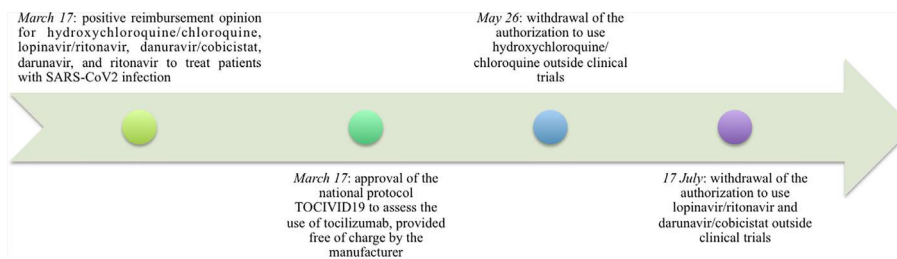 March 17: positive reimbursement opinion
for hydroxychloroquine/chloroquine,
lopinavir/ritonavir, danuravir/cobicistat,
darunavir, and ritonavir to treat patients
with SARS-CoV2 infection
March 17: approval of the
national protocol
TOCIVID19 to assess the
use of tocilizumab, provided
free of charge by the
manufacturer
May 26: withdrawal of the
authorization to use
hydroxychloroquine/
chloroquine outside clinical
trials
17 July: withdrawal of the
authorization to use
lopinavir/ritonavir and
darunavir/cobicistat outside
clinical trials